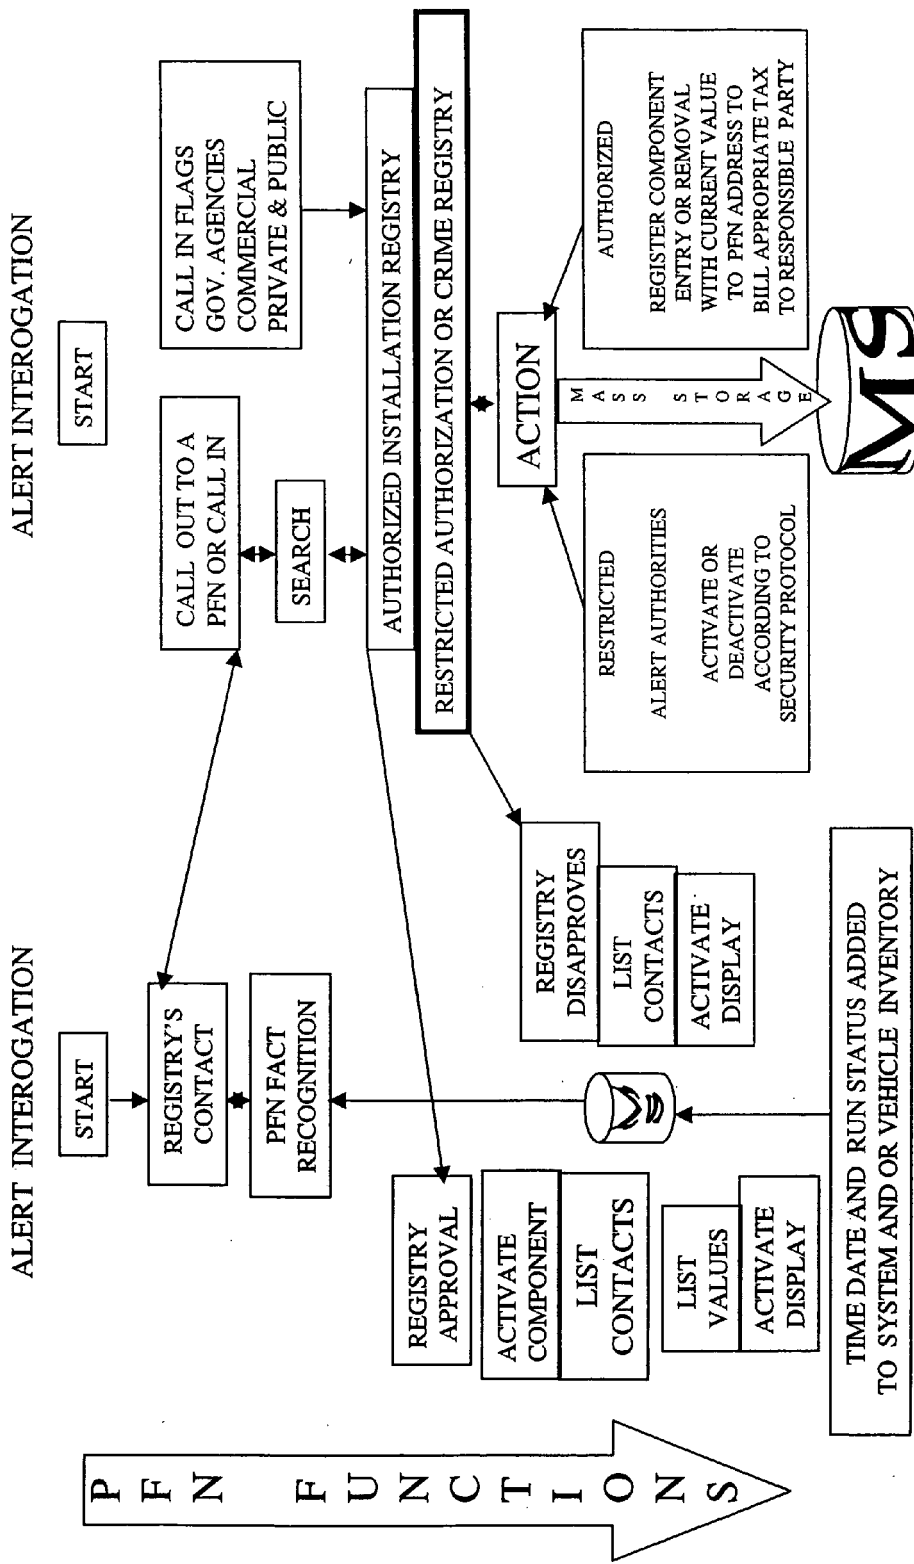 ALERT INTEROGATION
START
REGISTRY'S
CONTACT
PFN FACT
RECOGNITION
REGISTRY
APPROVAL
ACTIVATE
COMPONENT
LIST
CONTACTS
LIST
VALUES
ACTIVATE
DISPLAY
REGISTRY
DISAPPROVES
LIST
CONTACTS
ACTIVATE
DISPLAY
TIME DATE AND RUN STATUS ADDED
TO SYSTEM AND OR VEHICLE INVENTORY
PFN FUNCTIONS
ALERT INTEROGATION
START
CALL OUT TO A
PFN OR CALL IN
SEARCH
CALL IN FLAGS
GOV. AGENCIES
COMMERCIAL
PRIVATE & PUBLIC
AUTHORIZED INSTALLATION REGISTRY
RESTRICTED AUTHORIZATION OR CRIME REGISTRY
ACTION
RESTRICTED
ALERT AUTHORITIES
ACTIVATE OR
DEACTIVATE
ACCORDING TO
SECURITY PROTOCOL
MASS STORAGE
AUTHORIZED
REGISTER COMPONENT
ENTRY OR REMOVAL
WITH CURRENT VALUE
TO PFN ADDRESS TO
BILL APPROPRIATE TAX
TO RESPONSIBLE PARTY
MS